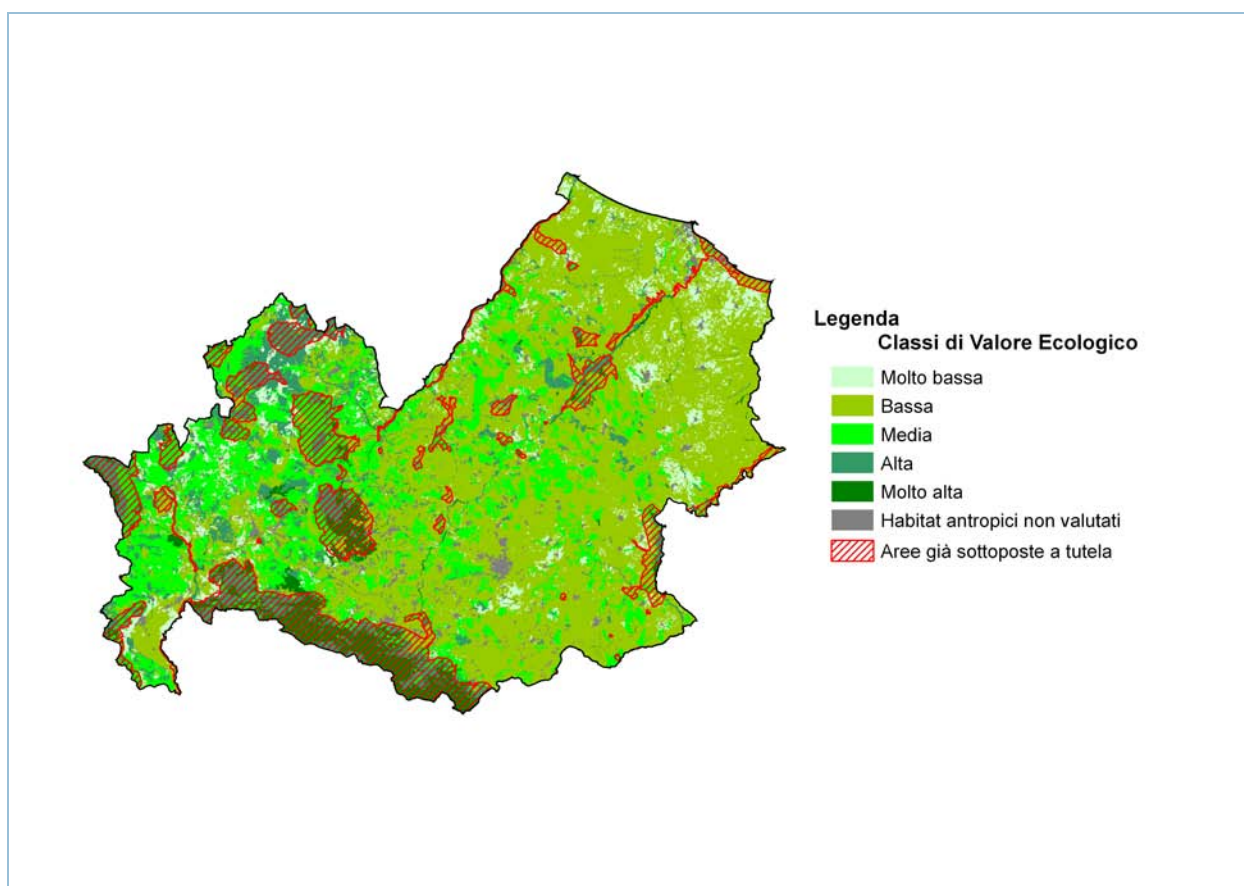 Legenda
Classi di Valore Ecologico
Molto bassa
Bassa
Media
Alta
Molto alta
Habitat antropici non valutati
Aree già sottoposte a tutela